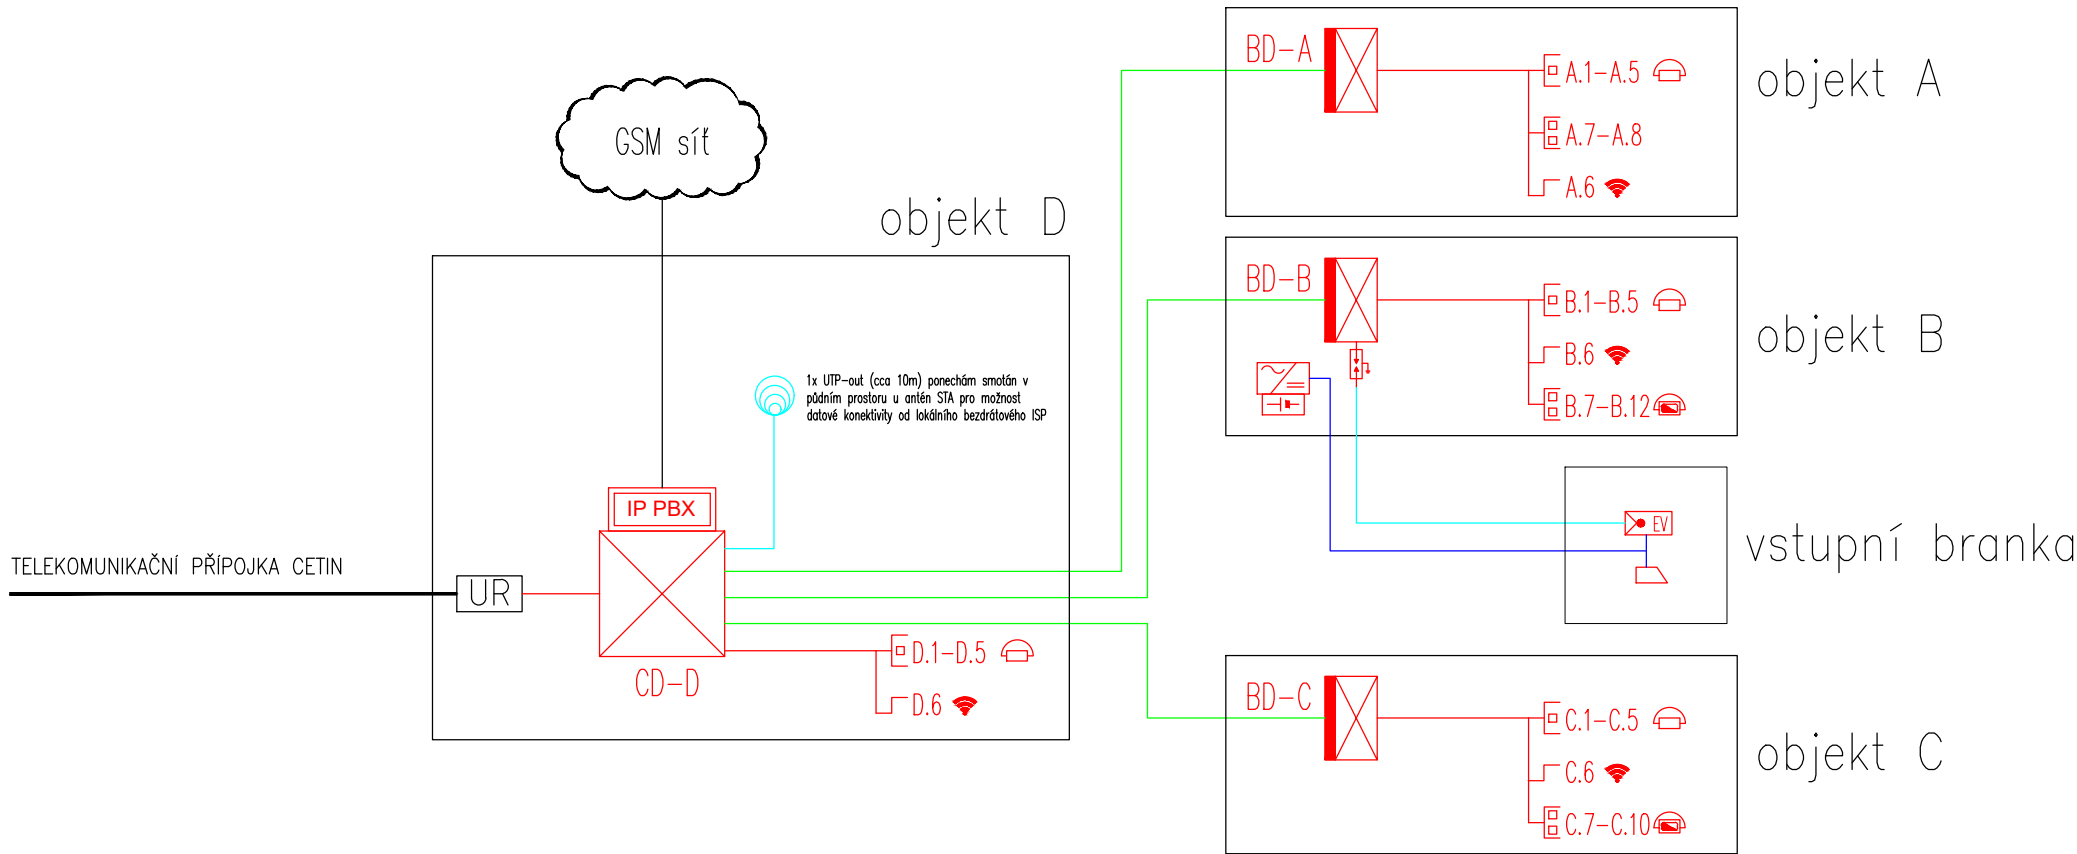 GSM síť
objekt D
1x UTP-out (cca 10m) ponechám smotán v
půdním prostoru u antén STA pro možnost
datové konektivity od lokálního bezdrátového ISP
IP PBX
TELEKOMUNIKAČNÍ PŘÍPOJKA CETIN
UR
CD-D
D.1-D.5
D.6
BD-A
A.1-A.5
A.7-A.8
A.6
objekt A
BD-B
B.1-B.5
B.6
B.7-B.12
objekt B
EV
vstupní branka
BD-C
C.1-C.5
C.6
C.7-C.10
objekt C